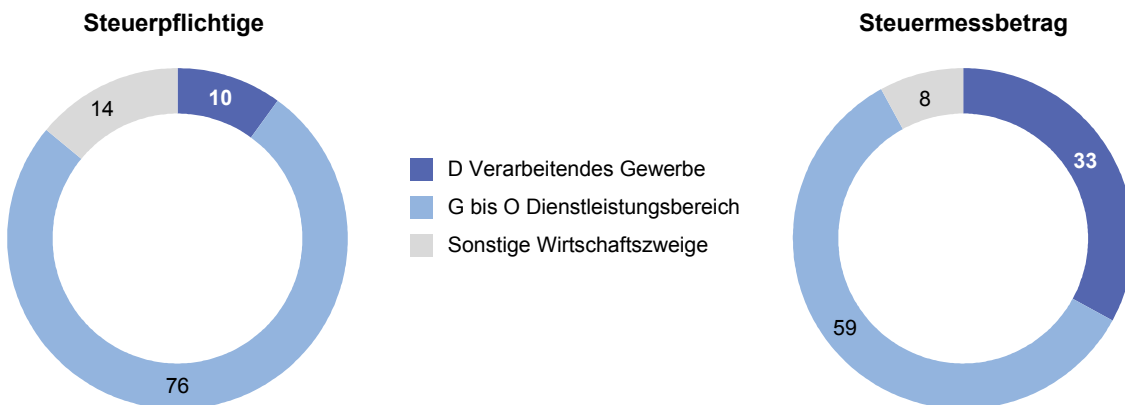 Steuerpflichtige
14
10
76
D Verarbeitendes Gewerbe
G bis O Dienstleistungsbereich
Sonstige Wirtschaftszweige
Steuermessbetrag
8
33
59